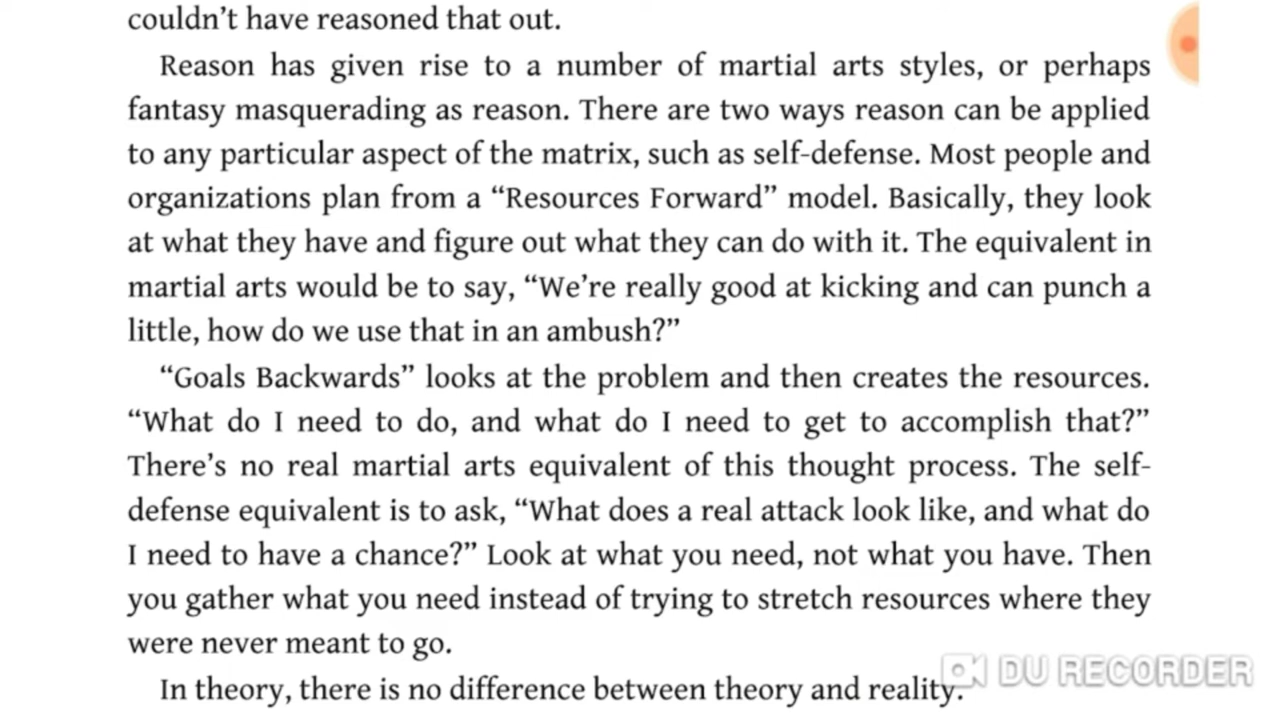 couldn’t have reasoned that out.
Reason has given rise to a number of martial arts styles, or perhaps
fantasy masquerading as reason. There are two ways reason can be applied
to any particular aspect of the matrix, such as self-defense. Most people and
organizations plan from a “Resources Forward” model. Basically, they look
at what they have and figure out what they can do with it. The equivalent in
martial arts would be to say, “We’re really good at kicking and can punch a
little, how do we use that in an ambush?”
“Goals Backwards” looks at the problem and then creates the resources.
“What do I need to do, and what do I need to get to accomplish that?”
There’s no real martial arts equivalent of this thought process. The self-
defense equivalent is to ask, “What does a real attack look like, and what do
I need to have a chance?” Look at what you need, not what you have. Then
you gather what you need instead of trying to stretch resources where they
were never meant to go.
In theory, there is no difference between theory and reality.
DU RECORDER